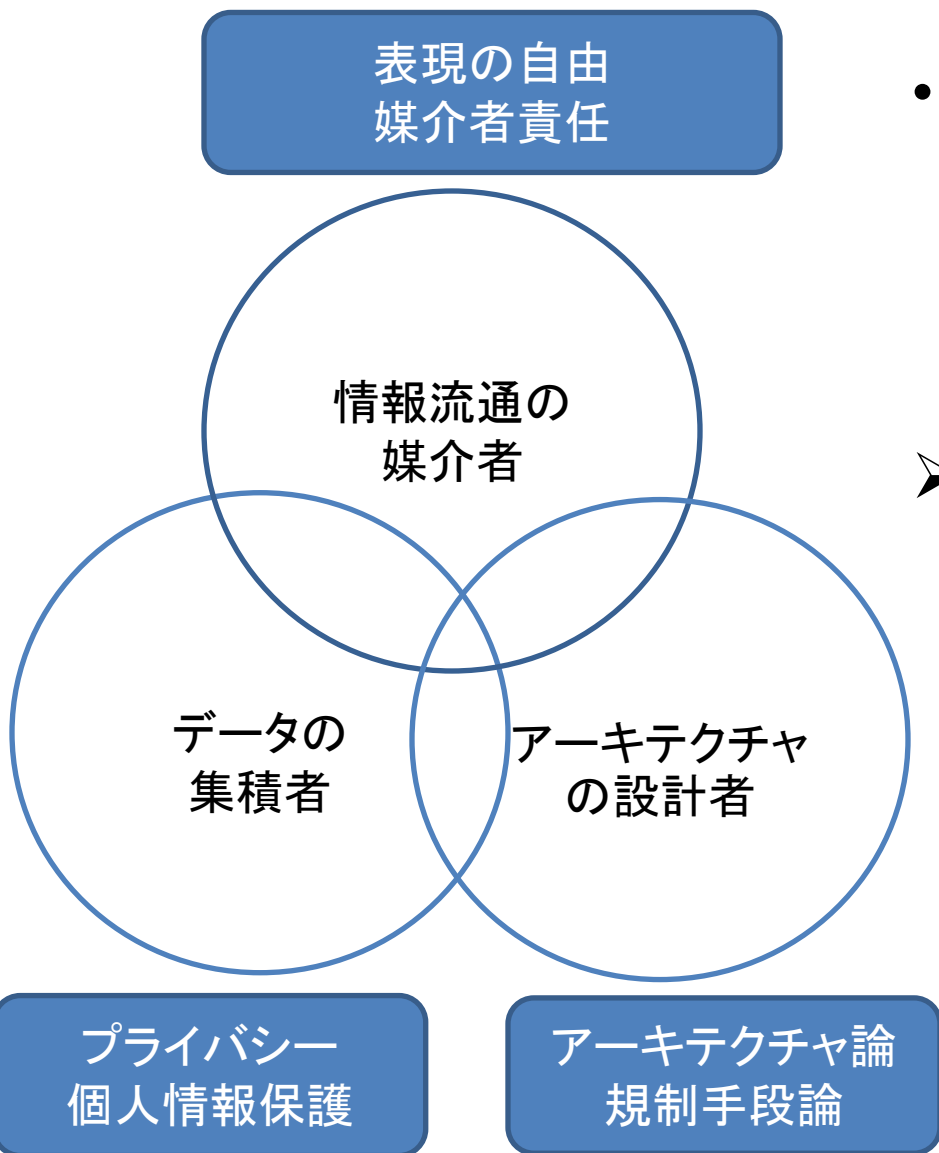 表現の自由
媒介者責任
•
➢
情報流通の
媒介者
データの
集積者
アーキテクチャ
の設計者
プライバシー
個人情報保護
アーキテクチャ論
規制手段論